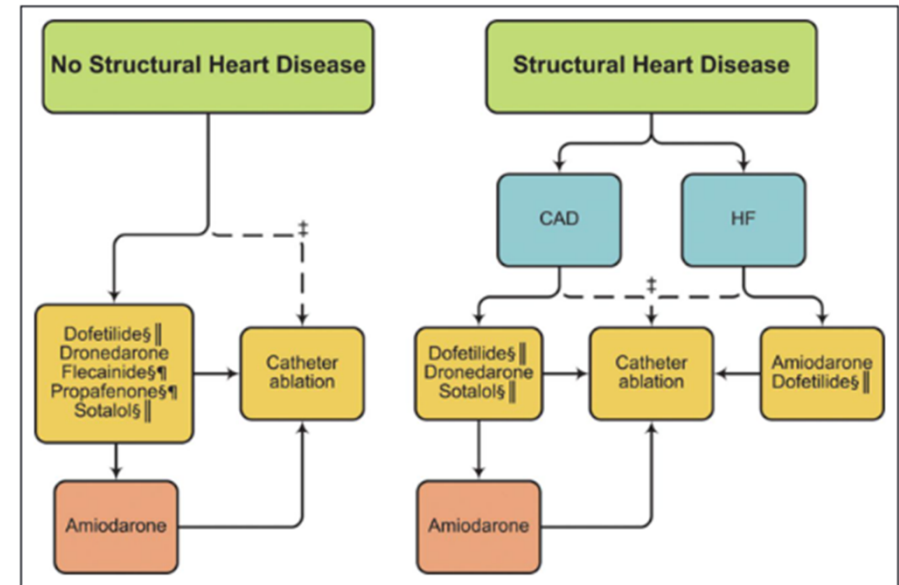 No Structural Heart Disease
‡
Dofetilide§‖
Dronedarone
Flecainide§¶
Propafenone§¶
Sotalol§‖
Catheter
ablation
Amiodarone
Structural Heart Disease
CAD
HF
‡
Dofetilide§‖
Dronedarone
Sotalol§‖
Catheter
ablation
Amiodarone
Dofetilide§‖
Amiodarone